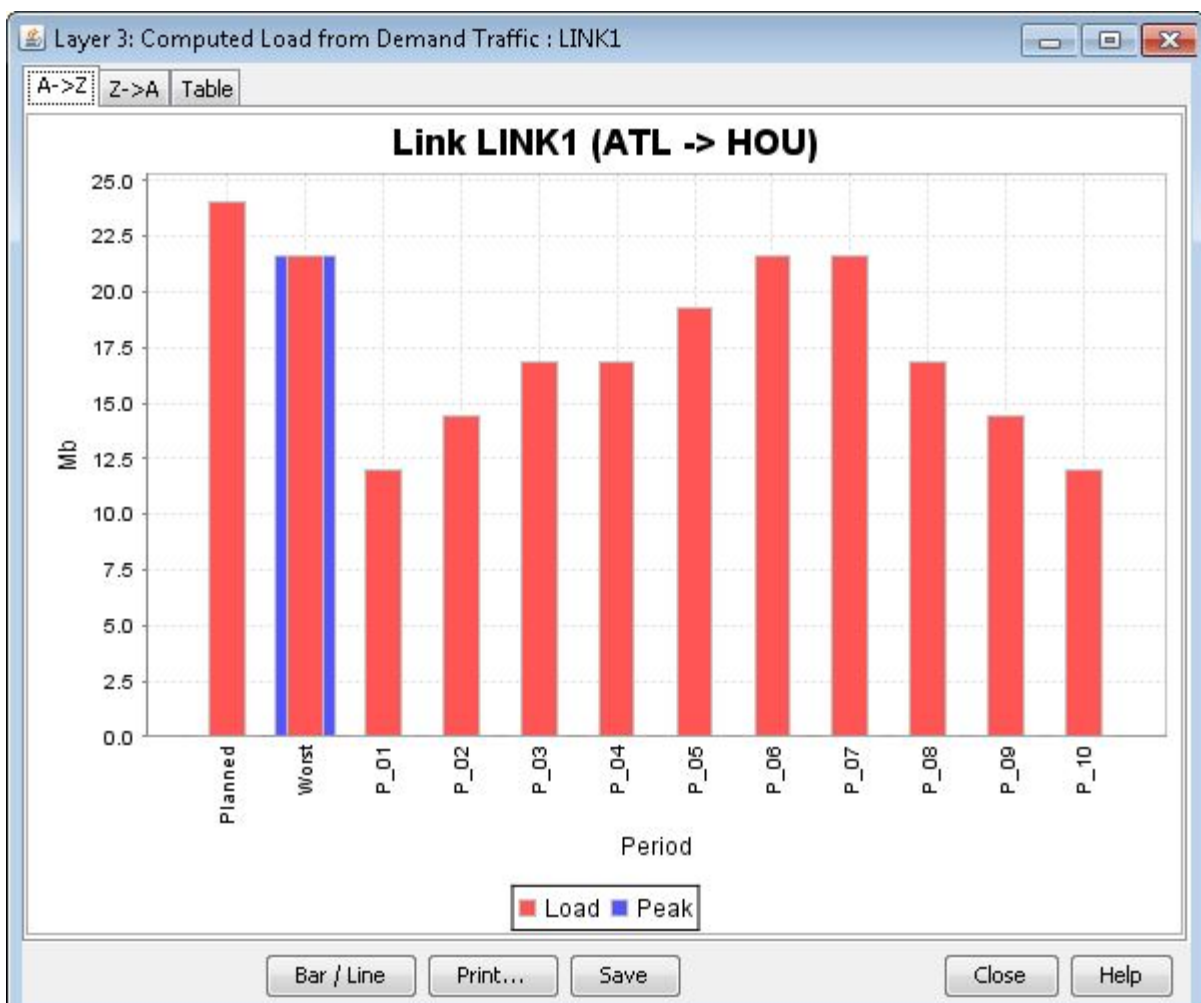 Layer 3: Computed Load from Demand Traffic : LINK1
A->Z Z->A Table
Link LINK1 (ATL -> HOU)
25.0
22.5
20.0
17.5
15.0
12.5
10.0
7.5
5.0
2.5
0.0
Mb
Planned
Worst
P_01
P_02
P_03
P_04
P_05
P_06
P_07
P_08
P_09
P_10
Period
Load Peak
Bar / Line Print... Save Close Help